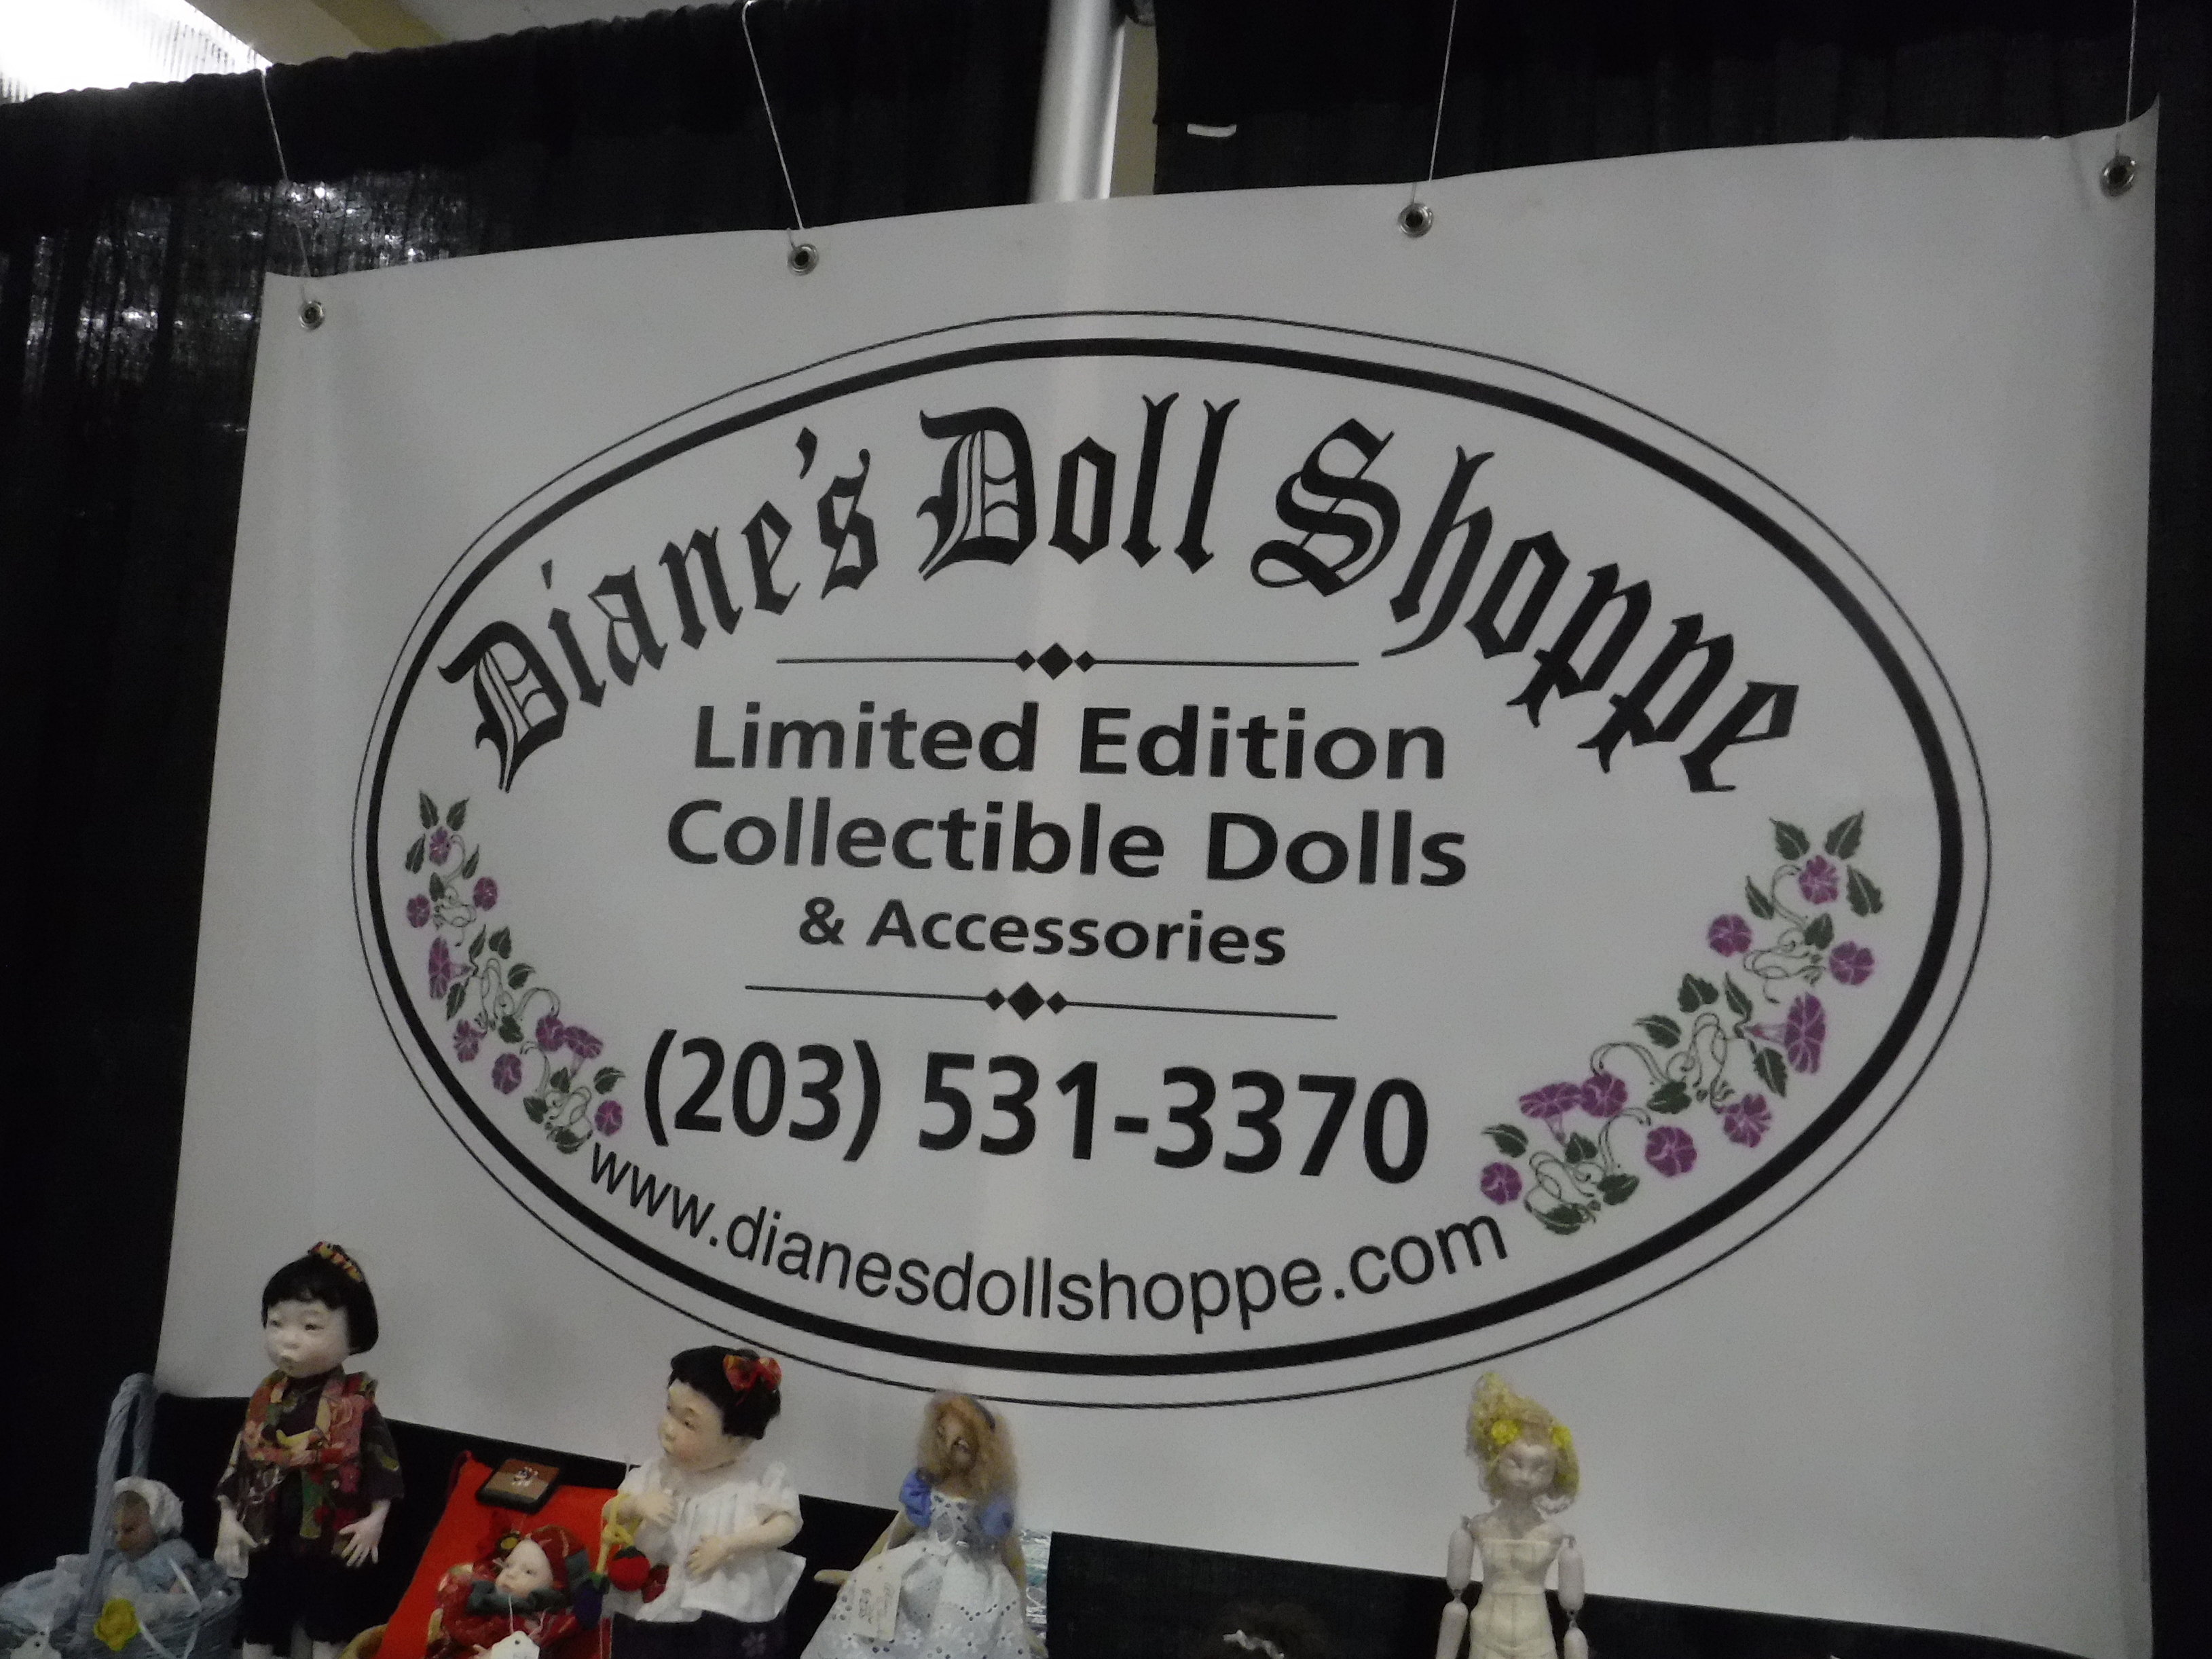 Diane's Doll Shoppe
Limited Edition
Collectible Dolls
& Accessories
(203) 531-3370
www.dianesdollshoppe.com